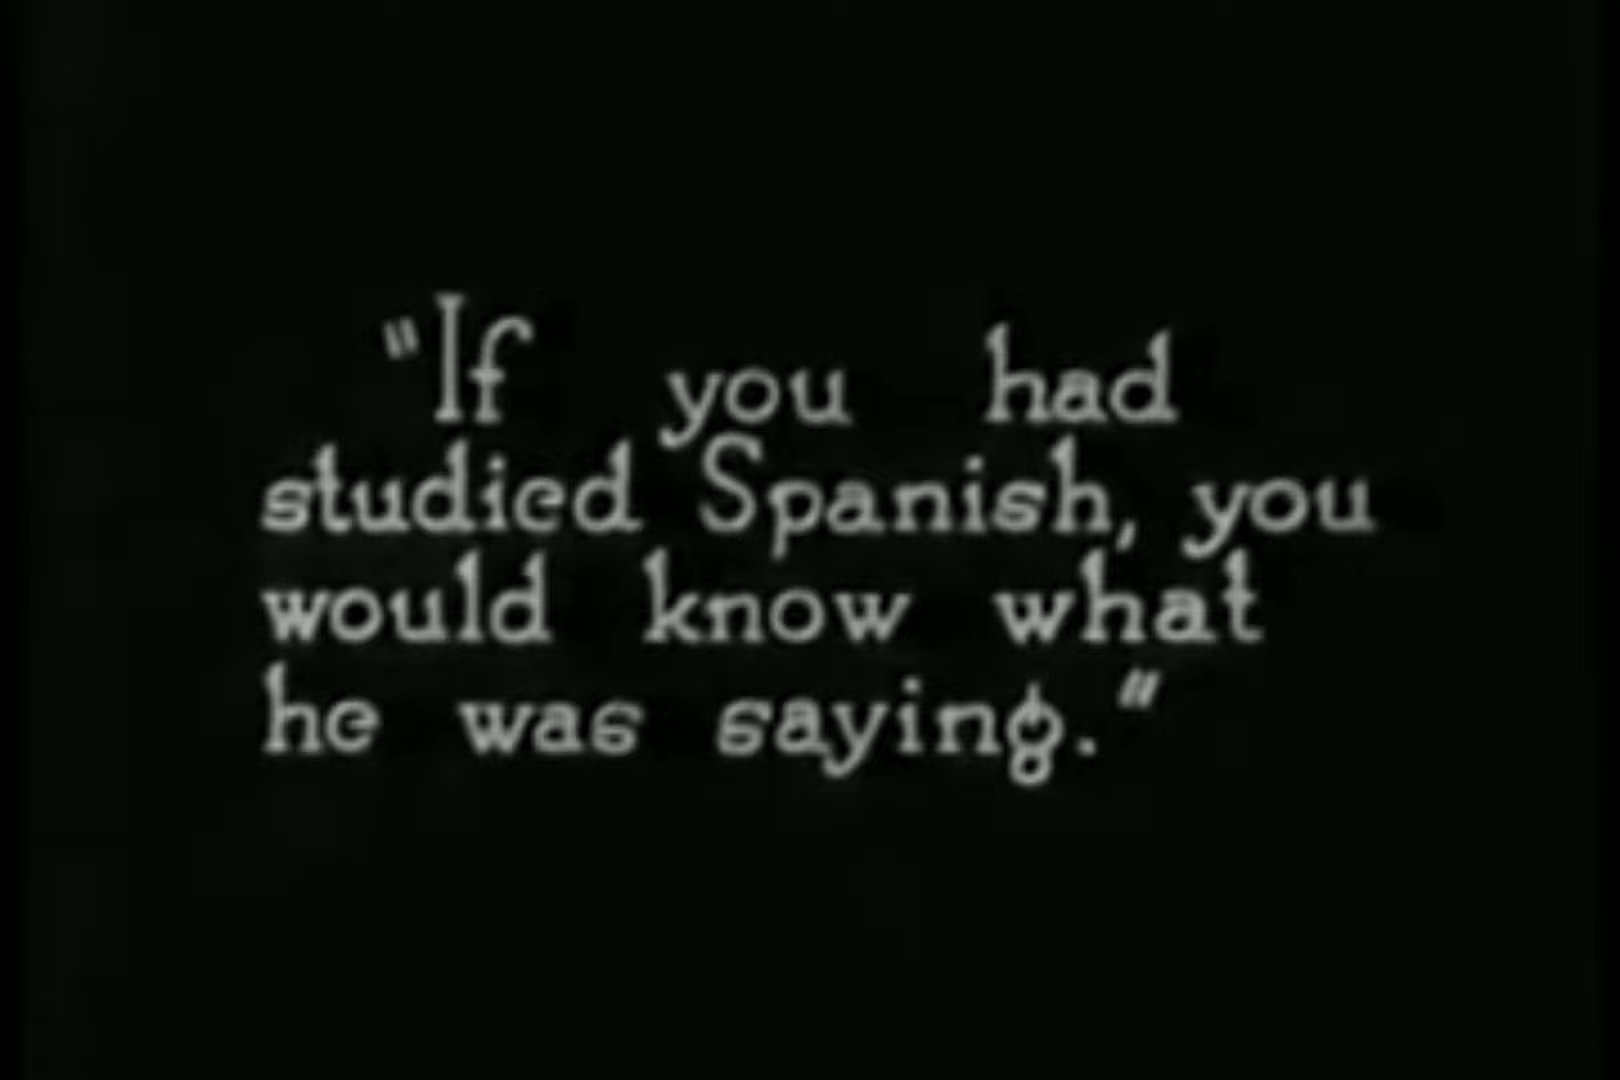 "If you had
studied Spanish, you
would know what
he was saying."